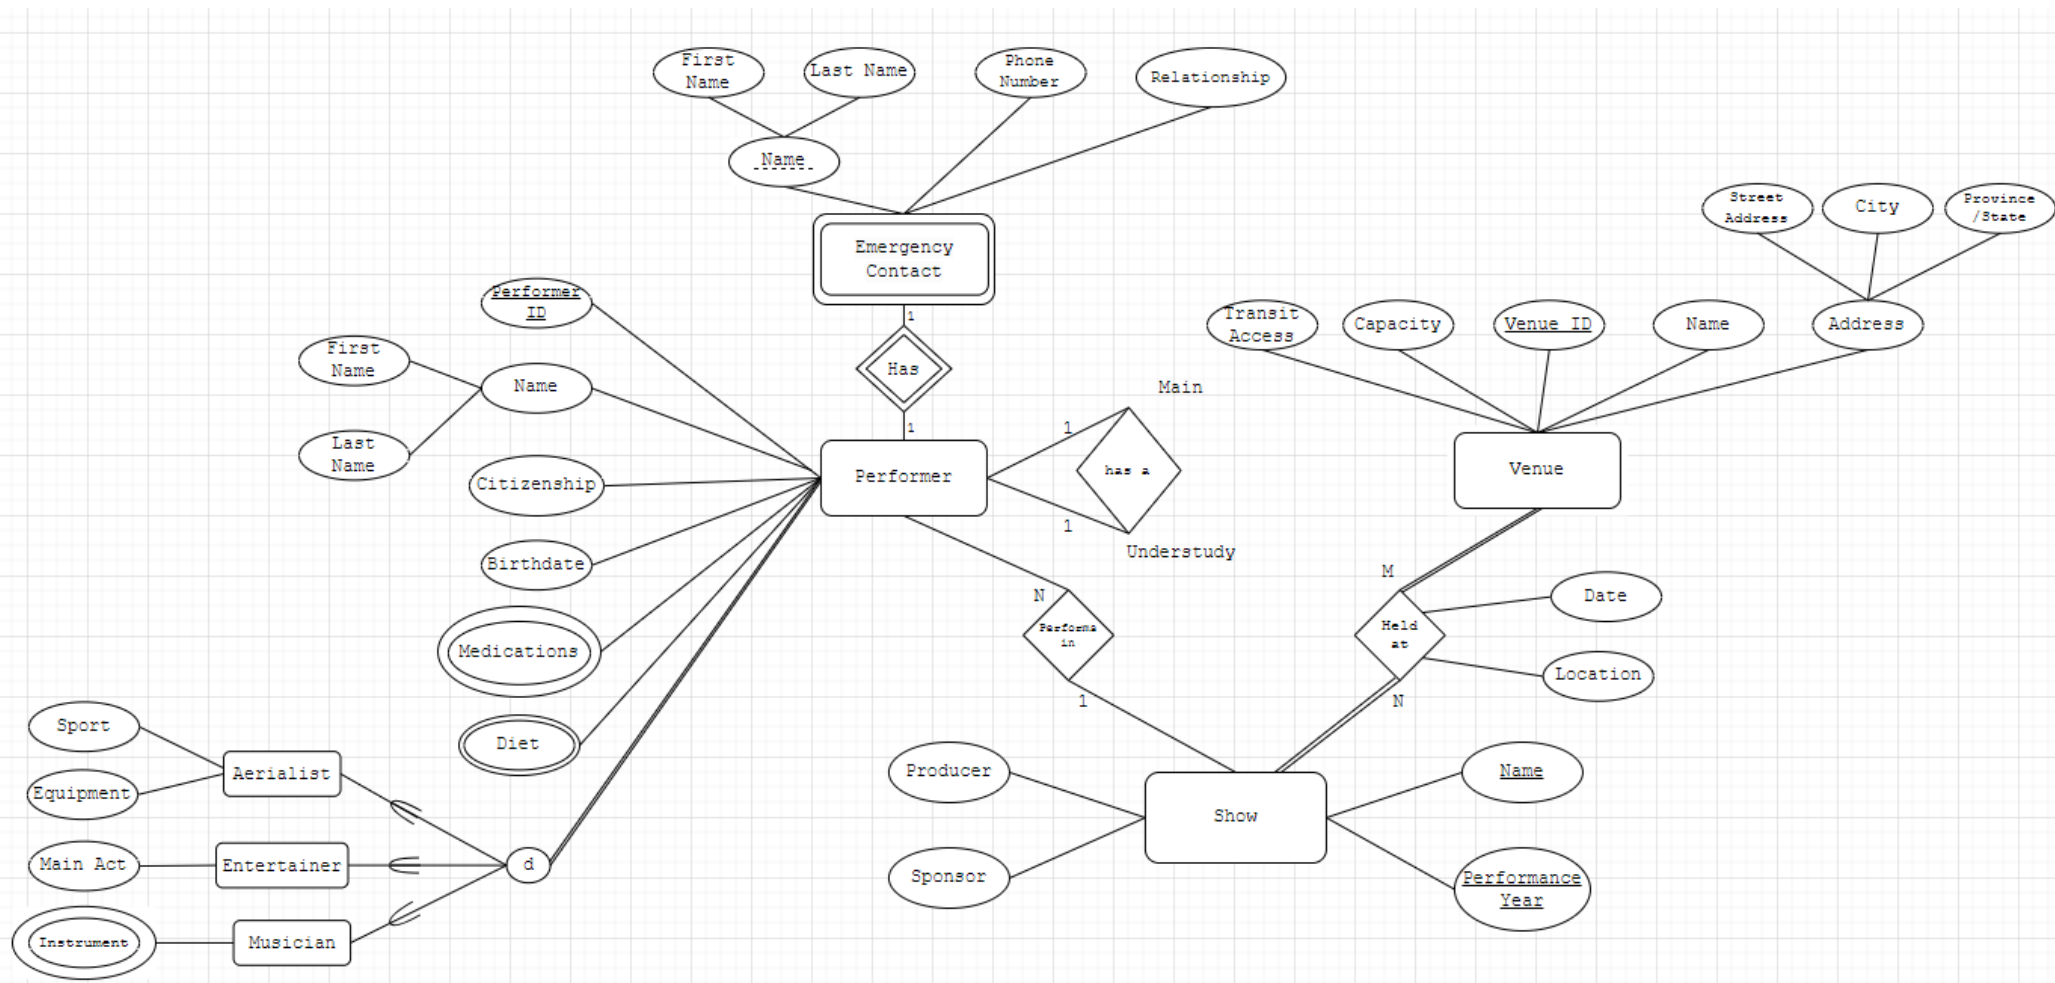 First
Name
Last Name
Phone
Number
Relationship
Name
Emergency
Contact
Street
Address
City
Province
/State
Performer
ID
1
Transit
Access
Capacity
Venue ID
Name
Address
First
Name
Name
Has
Main
Last
Name
1
1
Citizenship
Performer
has a
Venue
1
Understudy
Birthdate
M
N
Date
Performs
in
Held
at
Medications
Location
1
N
Sport
Diet
Aerialist
Equipment
Producer
Show
Name
Main Act
Entertainer
d
Sponsor
Performance
Year
Instrument
Musician